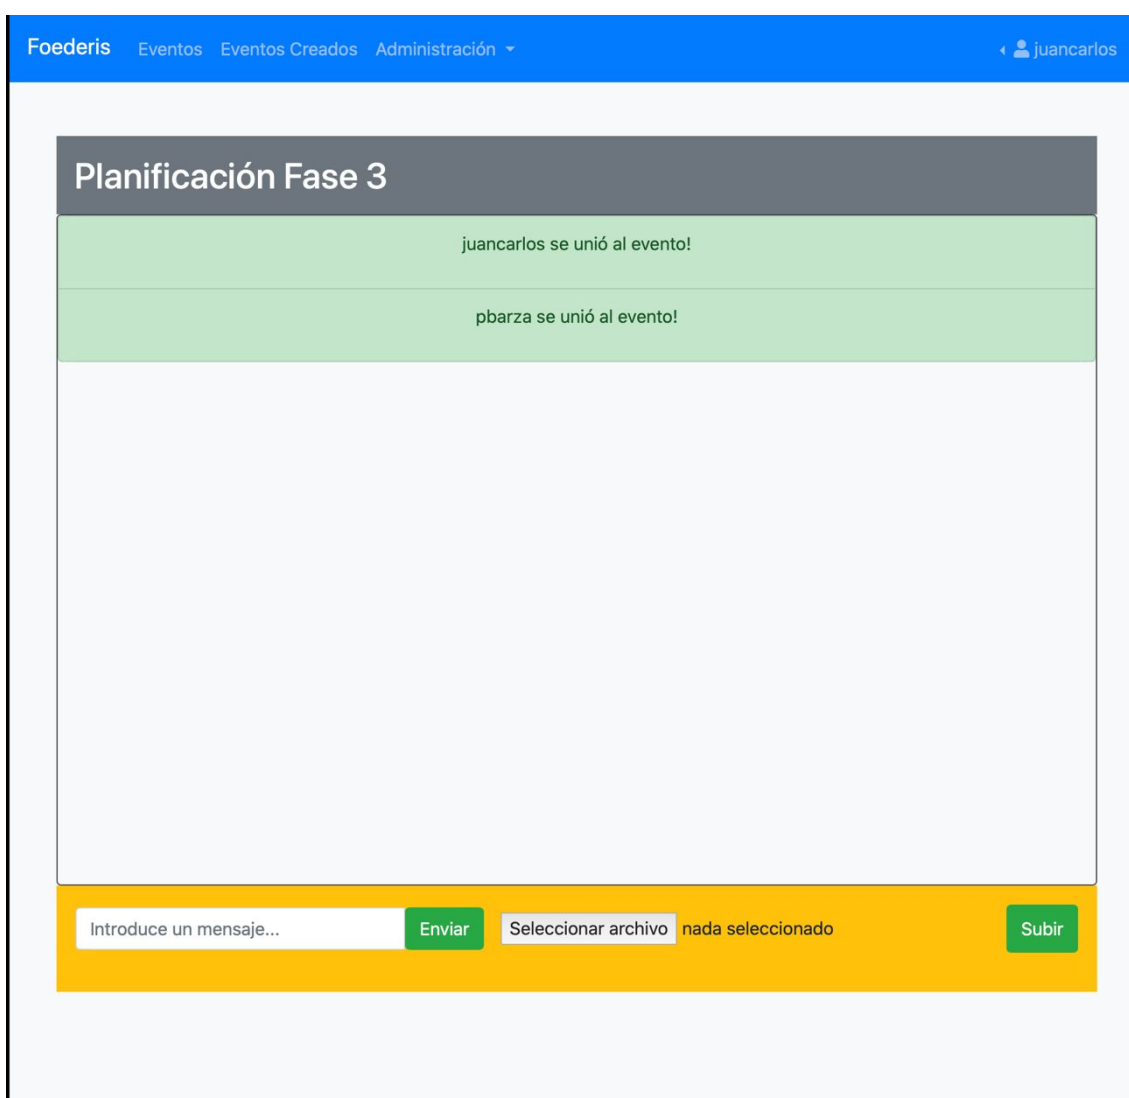 Foederis Eventos Eventos Creados Administración juancarlos
Planificación Fase 3
juancarlos se unió al evento!
pbarza se unió al evento!
Introduce un mensaje... Enviar Seleccionar archivo nada seleccionado Subir